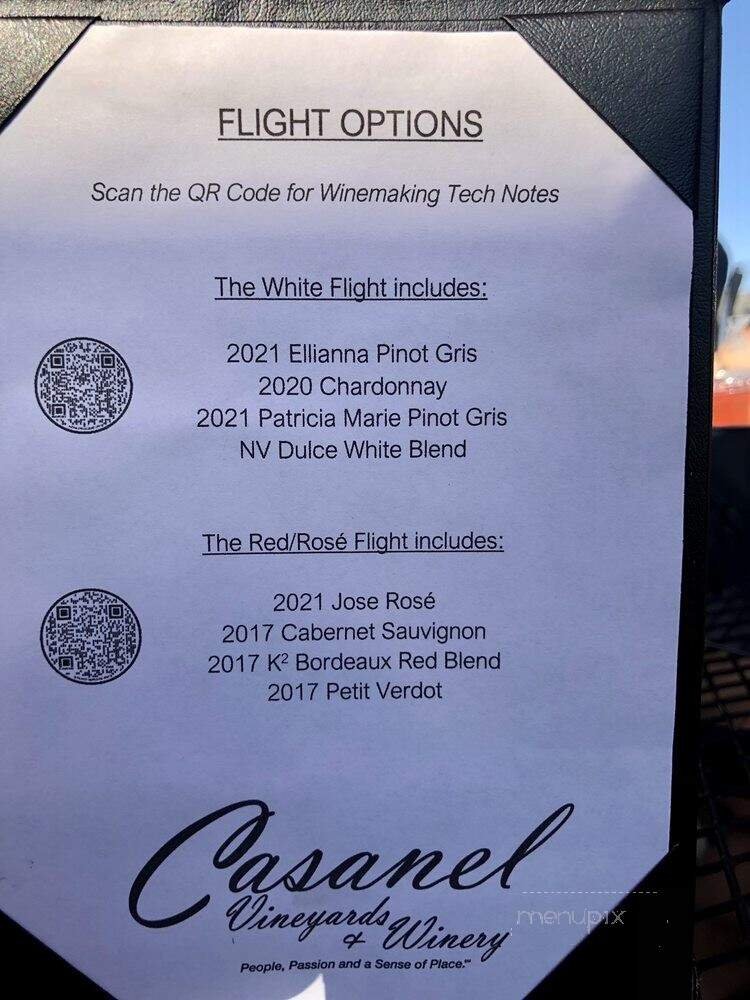 FLIGHT OPTIONS
Scan the QR Code for Winemaking Tech Notes
The White Flight includes:
2021 Ellianna Pinot Gris
2020 Chardonnay
2021 Patricia Marie Pinot Gris
NV Dulce White Blend
The Red/Rosé Flight includes:
2021 Jose Rosé
2017 Cabernet Sauvignon
2017 K² Bordeaux Red Blend
2017 Petit Verdot
Casanel
Vineyards
& Winery
menupix
People, Passion and a Sense of Place.℠